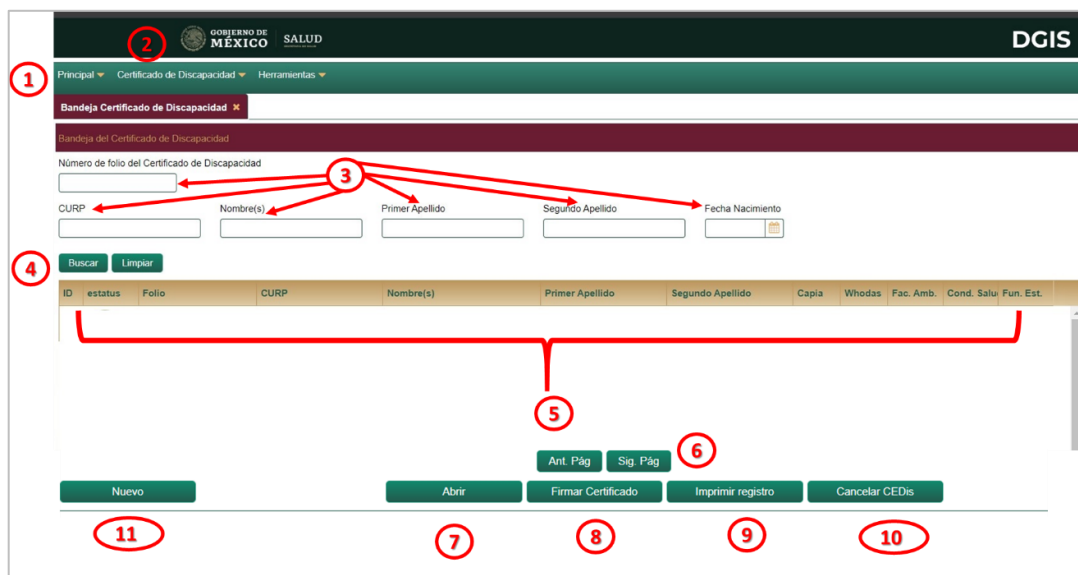 2
GOBIERNO DE
MÉXICO
SALUD
DGIS
1
Principal Certificado de Discapacidad Herramientas
Bandeja Certificado de Discapacidad ×
Bandeja del Certificado de Discapacidad
Número de folio del Certificado de Discapacidad
3
CURP Nombre(s) Primer Apellido Segundo Apellido Fecha Nacimiento
4
Buscar Limpiar
ID estatus Folio CURP Nombre(s) Primer Apellido Segundo Apellido Capia Whodas Fac. Amb. Cond. Salu Fun. Est.
5
Ant. Pág Sig. Pág 6
Nuevo Abrir Firmar Certificado Imprimir registro Cancelar CEDis
11 7 8 9 10